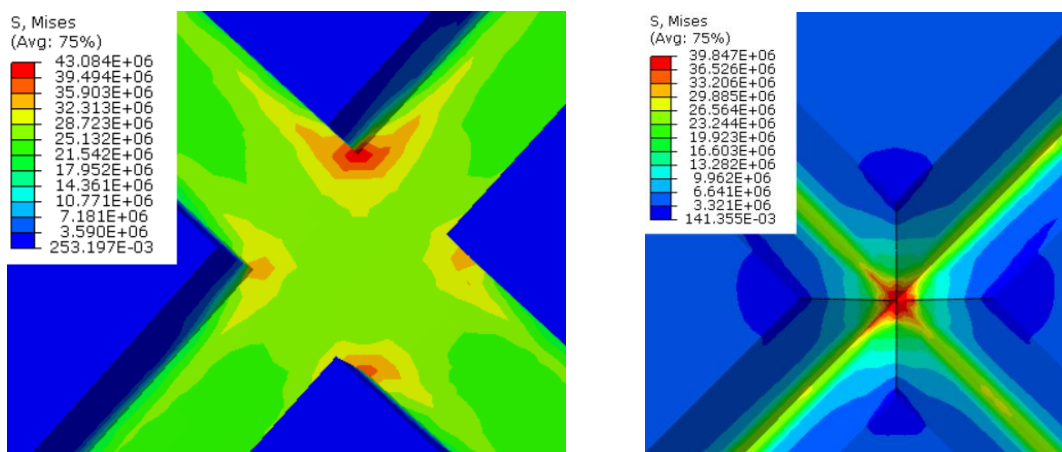 S, Mises
(Avg: 75%)
43.084E+06
39.494E+06
35.903E+06
32.313E+06
28.723E+06
25.132E+06
21.542E+06
17.952E+06
14.361E+06
10.771E+06
7.181E+06
3.590E+06
253.197E-03
S, Mises
(Avg: 75%)
39.847E+06
36.526E+06
33.206E+06
29.885E+06
26.564E+06
23.244E+06
19.923E+06
16.603E+06
13.282E+06
9.962E+06
6.641E+06
3.321E+06
141.355E-03